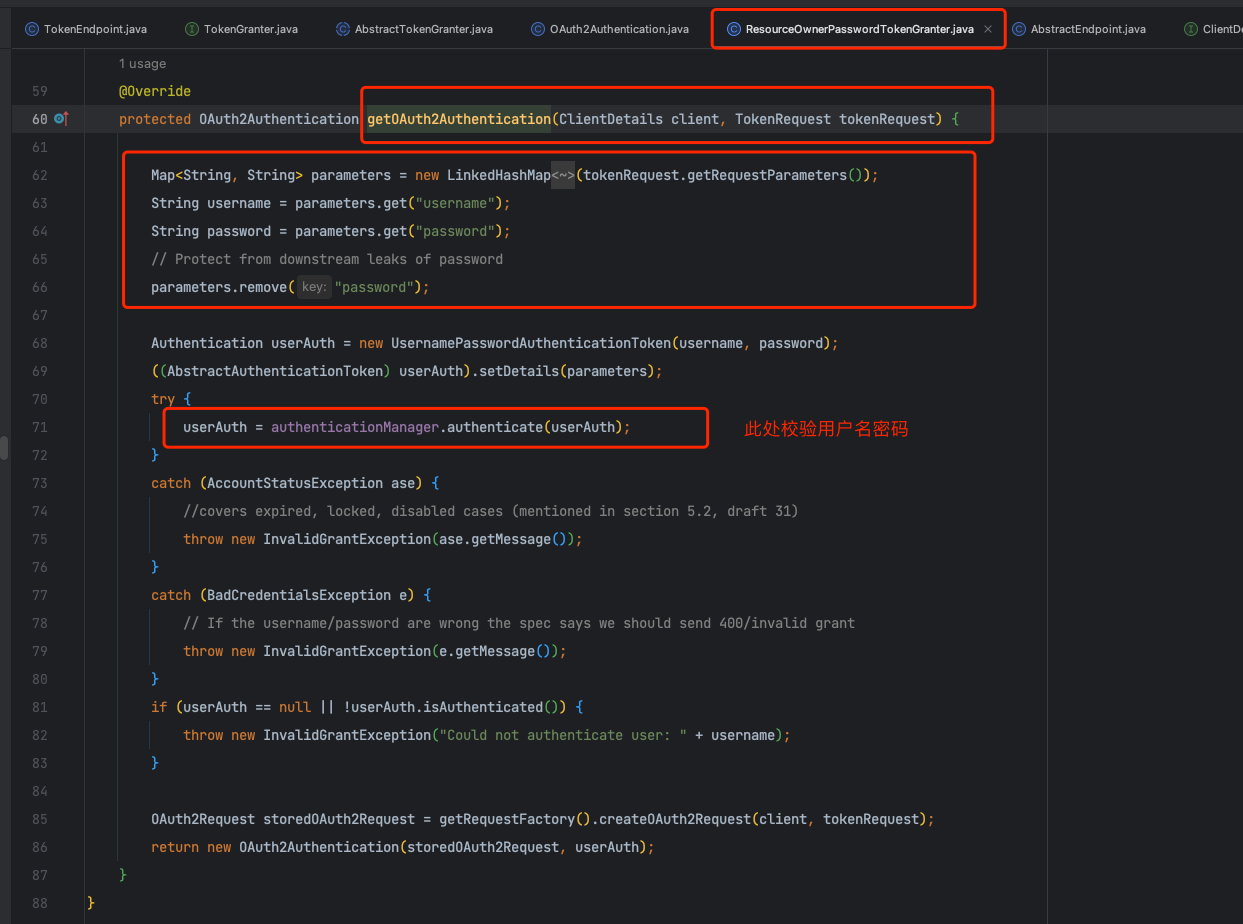 TokenEndpoint.java TokenGranter.java AbstractTokenGranter.java OAuth2Authentication.java ResourceOwnerPasswordTokenGranter.java AbstractEndpoint.java ClientDe
1 usage
59 @Override
60 protected OAuth2Authentication getOAuth2Authentication(ClientDetails client, TokenRequest tokenRequest) {
61
62 Map<String, String> parameters = new LinkedHashMap<~>(tokenRequest.getRequestParameters());
63 String username = parameters.get("username");
64 String password = parameters.get("password");
65 // Protect from downstream leaks of password
66 parameters.remove( key: "password");
67
68 Authentication userAuth = new UsernamePasswordAuthenticationToken(username, password);
69 ((AbstractAuthenticationToken) userAuth).setDetails(parameters);
70 try {
71 userAuth = authenticationManager.authenticate(userAuth); 此处校验用户名密码
72 }
73 catch (AccountStatusException ase) {
74 //covers expired, locked, disabled cases (mentioned in section 5.2, draft 31)
75 throw new InvalidGrantException(ase.getMessage());
76 }
77 catch (BadCredentialsException e) {
78 // If the username/password are wrong the spec says we should send 400/invalid grant
79 throw new InvalidGrantException(e.getMessage());
80 }
81 if (userAuth == null || !userAuth.isAuthenticated()) {
82 throw new InvalidGrantException("Could not authenticate user: " + username);
83 }
84
85 OAuth2Request storedOAuth2Request = getRequestFactory().createOAuth2Request(client, tokenRequest);
86 return new OAuth2Authentication(storedOAuth2Request, userAuth);
87 }
88 }